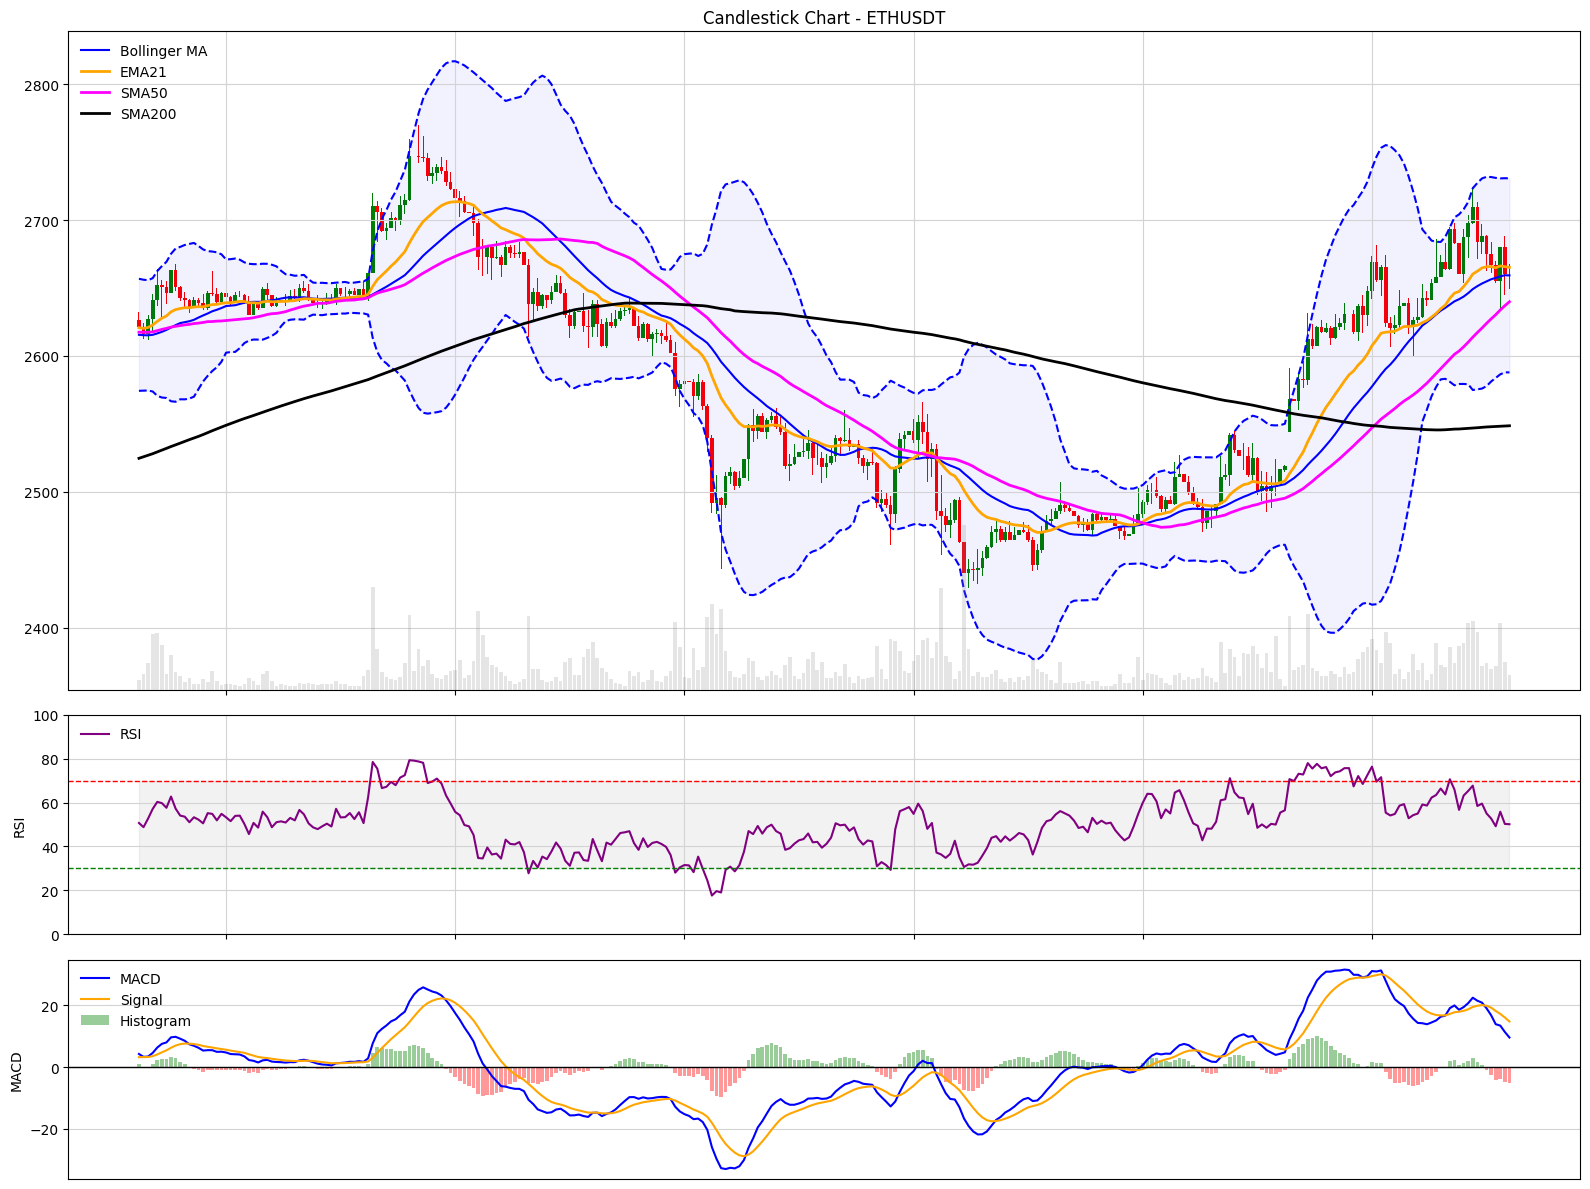 Candlestick Chart - ETHUSDT
Bollinger MA
EMA21
SMA50
SMA200
2800
2700
2600
2500
2400
100
80
60
40
20
0
RSI
RSI
MACD
Signal
Histogram
20
0
−20
MACD